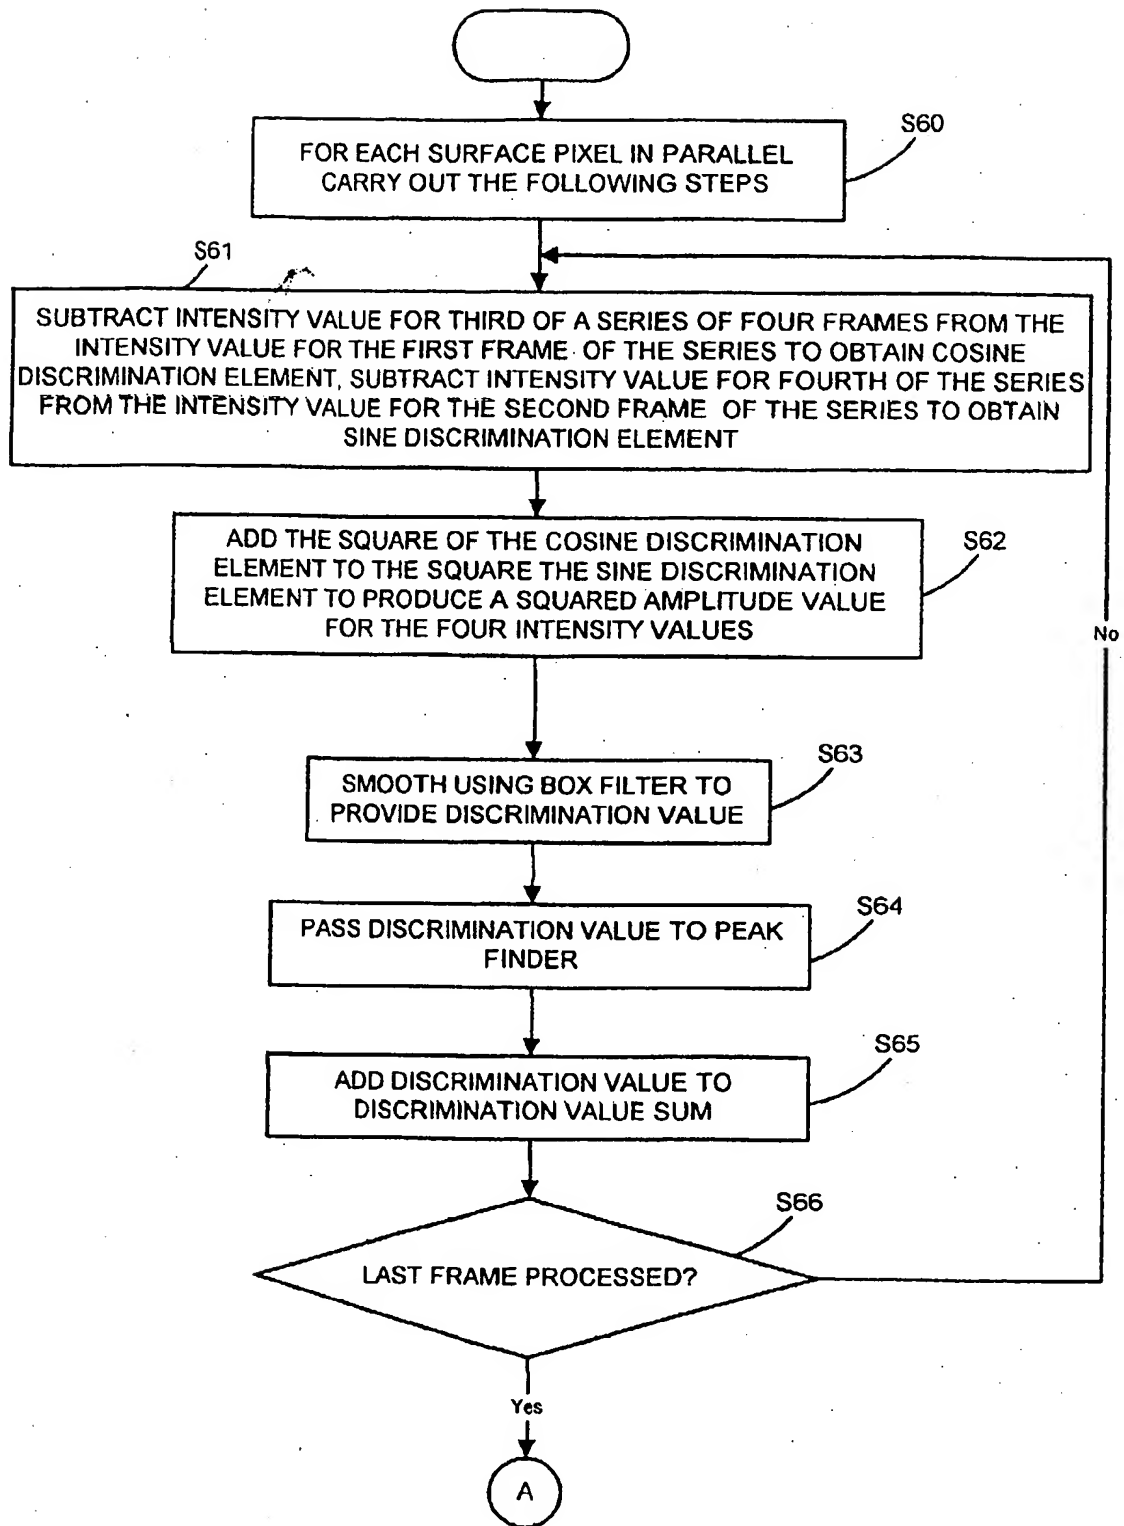 S60
FOR EACH SURFACE PIXEL IN PARALLEL
CARRY OUT THE FOLLOWING STEPS
S61
SUBTRACT INTENSITY VALUE FOR THIRD OF A SERIES OF FOUR FRAMES FROM THE
INTENSITY VALUE FOR THE FIRST FRAME OF THE SERIES TO OBTAIN COSINE
DISCRIMINATION ELEMENT, SUBTRACT INTENSITY VALUE FOR FOURTH OF THE SERIES
FROM THE INTENSITY VALUE FOR THE SECOND FRAME OF THE SERIES TO OBTAIN
SINE DISCRIMINATION ELEMENT
S62
ADD THE SQUARE OF THE COSINE DISCRIMINATION
ELEMENT TO THE SQUARE THE SINE DISCRIMINATION
ELEMENT TO PRODUCE A SQUARED AMPLITUDE VALUE
FOR THE FOUR INTENSITY VALUES
No
S63
SMOOTH USING BOX FILTER TO
PROVIDE DISCRIMINATION VALUE
S64
PASS DISCRIMINATION VALUE TO PEAK
FINDER
S65
ADD DISCRIMINATION VALUE TO
DISCRIMINATION VALUE SUM
S66
LAST FRAME PROCESSED?
Yes
A